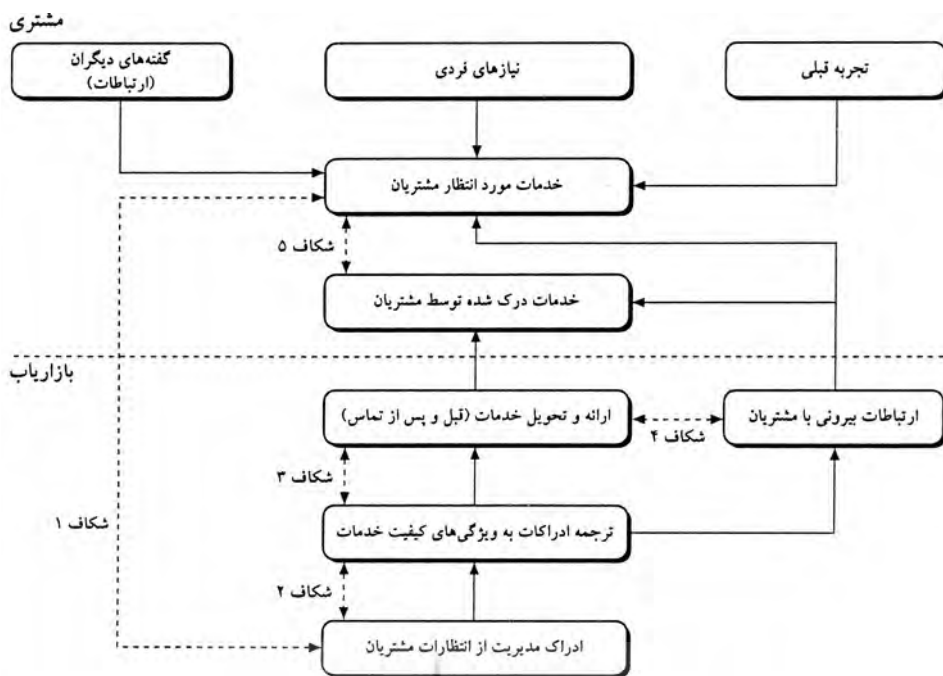 مشتری
تجربه قبلی
نیازهای فردی
گفته‌های دیگران
(ارتباطات)
خدمات مورد انتظار مشتریان
شکاف ۵
خدمات درک شده توسط مشتریان
بازاریاب
ارتباطات بیرونی با مشتریان
شکاف ۴
ارائه و تحویل خدمات (قبل و پس از تماس)
شکاف ۳
ترجمه ادراکات به ویژگی‌های کیفیت خدمات
شکاف ۱
شکاف ۲
ادراک مدیریت از انتظارات مشتریان